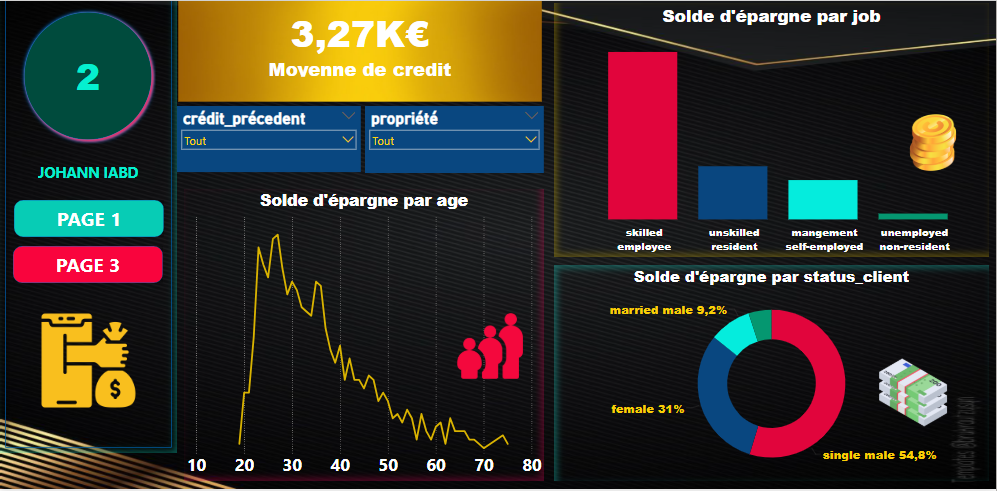 2
JOHANN IABD
PAGE 1
PAGE 3
3,27K€
Moyenne de credit
crédit_précedent
Tout
propriété
Tout
Solde d'épargne par age
10 20 30 40 50 60 70 80
Solde d'épargne par job
skilled
employee
unskilled
resident
mangement
self-employed
unemployed
non-resident
Solde d'épargne par status_client
married male 9,2%
female 31%
single male 54,8%